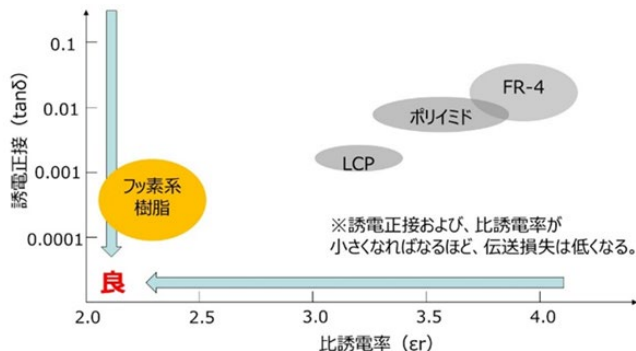 誘電正接（tanδ）
0.1
0.01
0.001
0.0001
FR-4
ポリイミド
LCP
フッ素系
樹脂
※誘電正接および、比誘電率が
小さくなればなるほど、伝送損失は低くなる。
良
2.0
2.5
3.0
3.5
4.0
比誘電率（εr）